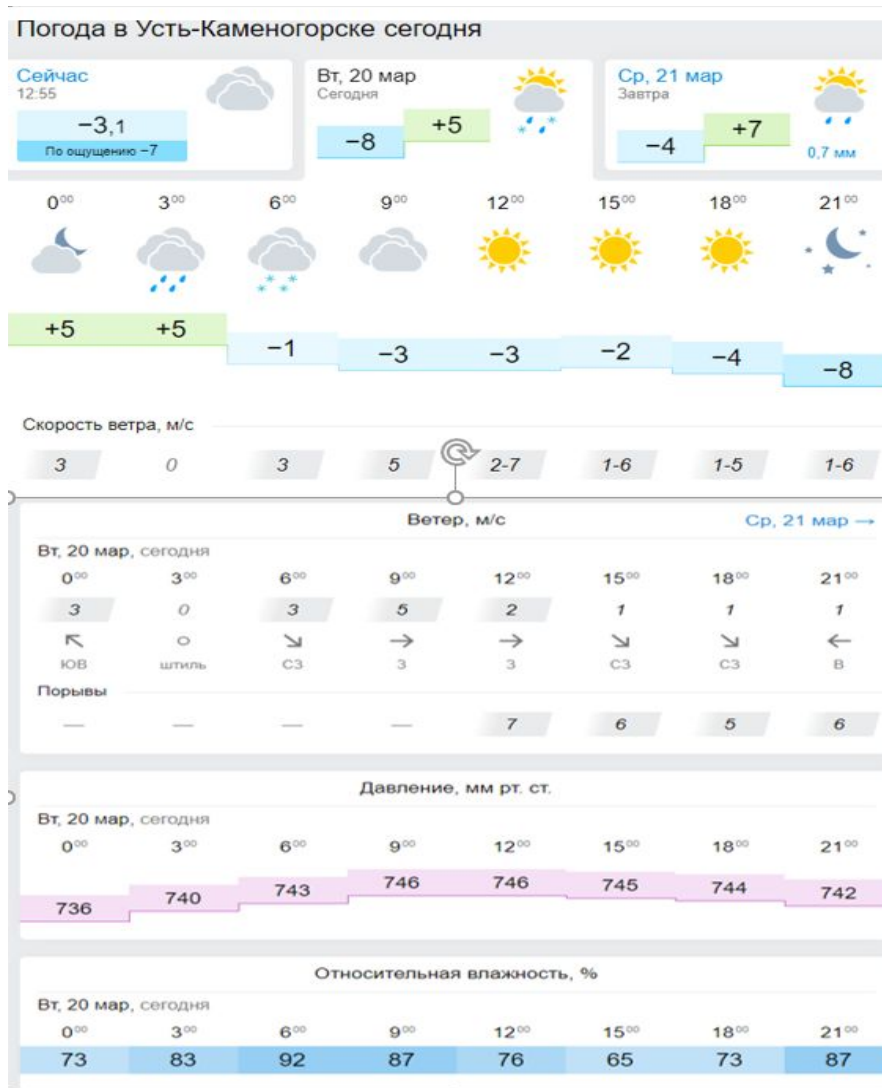 Погода в Усть-Каменогорске сегодня
Сейчас
12:55
−3,1
По ощущению −7
Вт, 20 мар
Сегодня
−8 +5
Ср, 21 мар
Завтра
−4 +7
0,7 мм
0⁰⁰ 3⁰⁰ 6⁰⁰ 9⁰⁰ 12⁰⁰ 15⁰⁰ 18⁰⁰ 21⁰⁰
+5 +5 −1 −3 −3 −2 −4 −8
Скорость ветра, м/с
3 0 3 5 2-7 1-6 1-5 1-6
Ветер, м/с Ср, 21 мар →
Вт, 20 мар, сегодня
0⁰⁰ 3⁰⁰ 6⁰⁰ 9⁰⁰ 12⁰⁰ 15⁰⁰ 18⁰⁰ 21⁰⁰
3 0 3 5 2 1 1 1
ЮВ штиль СЗ З З СЗ СЗ В
Порывы
— — — — 7 6 5 6
Давление, мм рт. ст.
Вт, 20 мар, сегодня
0⁰⁰ 3⁰⁰ 6⁰⁰ 9⁰⁰ 12⁰⁰ 15⁰⁰ 18⁰⁰ 21⁰⁰
736 740 743 746 746 745 744 742
Относительная влажность, %
Вт, 20 мар, сегодня
0⁰⁰ 3⁰⁰ 6⁰⁰ 9⁰⁰ 12⁰⁰ 15⁰⁰ 18⁰⁰ 21⁰⁰
73 83 92 87 76 65 73 87